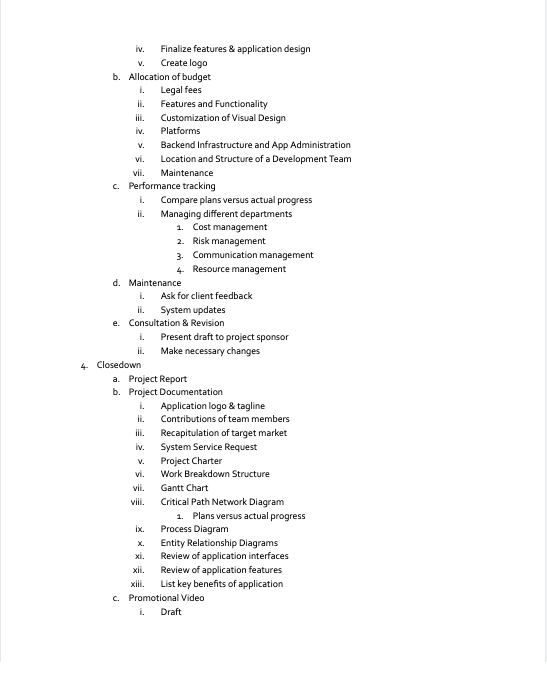 iv. Finalize features & application design
v. Create logo
b. Allocation of budget
i. Legal fees
ii. Features and Functionality
iii. Customization of Visual Design
iv. Platforms
v. Backend Infrastructure and App Administration
vi. Location and Structure of a Development Team
vii. Maintenance
c. Performance tracking
i. Compare plans versus actual progress
ii. Managing different departments
1. Cost management
2. Risk management
3. Communication management
4. Resource management
d. Maintenance
i. Ask for client feedback
ii. System updates
e. Consultation & Revision
i. Present draft to project sponsor
ii. Make necessary changes
4. Closedown
a. Project Report
b. Project Documentation
i. Application logo & tagline
ii. Contributions of team members
iii. Recapitulation of target market
iv. System Service Request
v. Project Charter
vi. Work Breakdown Structure
vii. Gantt Chart
viii. Critical Path Network Diagram
1. Plans versus actual progress
ix. Process Diagram
x. Entity Relationship Diagrams
xi. Review of application interfaces
xii. Review of application features
xiii. List key benefits of application
c. Promotional Video
i. Draft